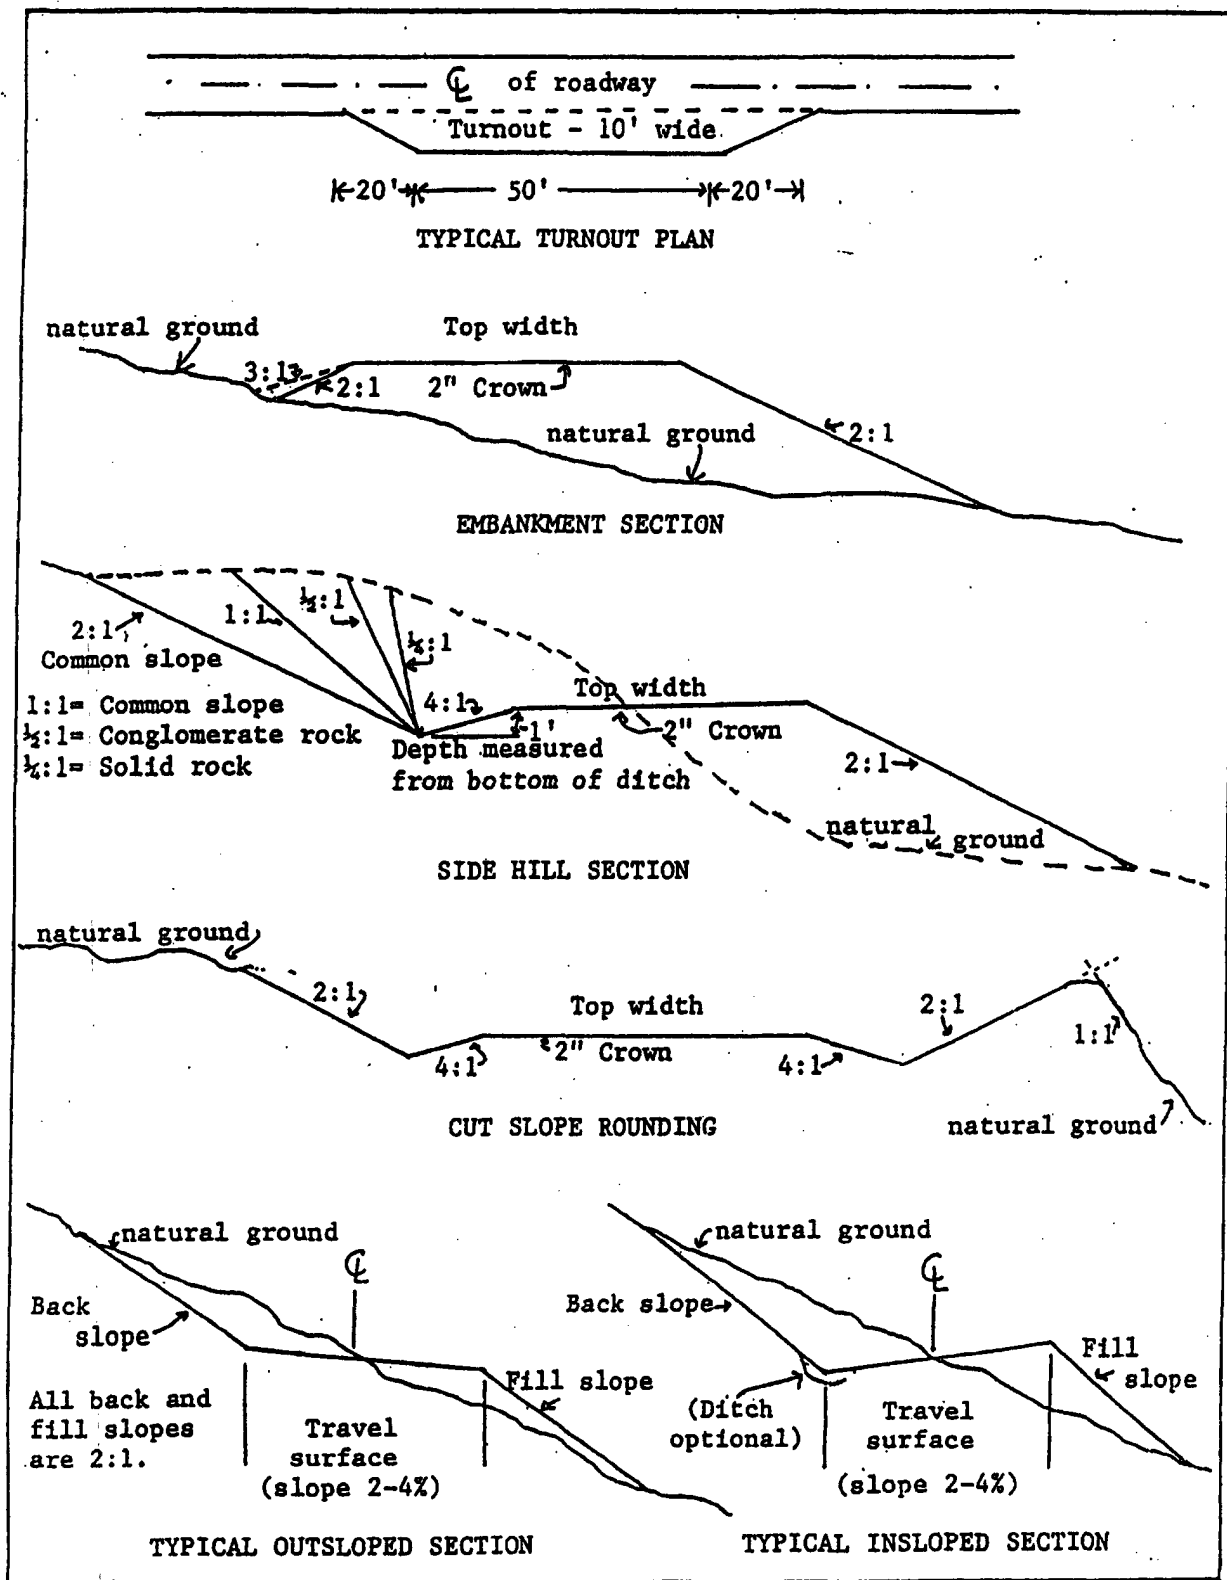 ℄ of roadway
Turnout - 10' wide
20' 50' 20'
TYPICAL TURNOUT PLAN
natural ground
Top width
3:1
2:1
2" Crown
2:1
natural ground
EMBANKMENT SECTION
2:1
Common slope
1:1
½:1
¼:1
1:1= Common slope
½:1= Conglomerate rock
¼:1= Solid rock
4:1
Top width
1'
2" Crown
Depth measured
from bottom of ditch
2:1
natural
ground
SIDE HILL SECTION
natural ground
2:1
4:1
Top width
2" Crown
4:1
2:1
1:1
natural ground
CUT SLOPE ROUNDING
natural ground
℄
Back
slope
Fill slope
All back and
fill slopes
are 2:1.
Travel
surface
(slope 2-4%)
TYPICAL OUTSLOPED SECTION
natural ground
℄
Back slope
Fill
slope
(Ditch
optional)
Travel
surface
(slope 2-4%)
TYPICAL INSLOPED SECTION